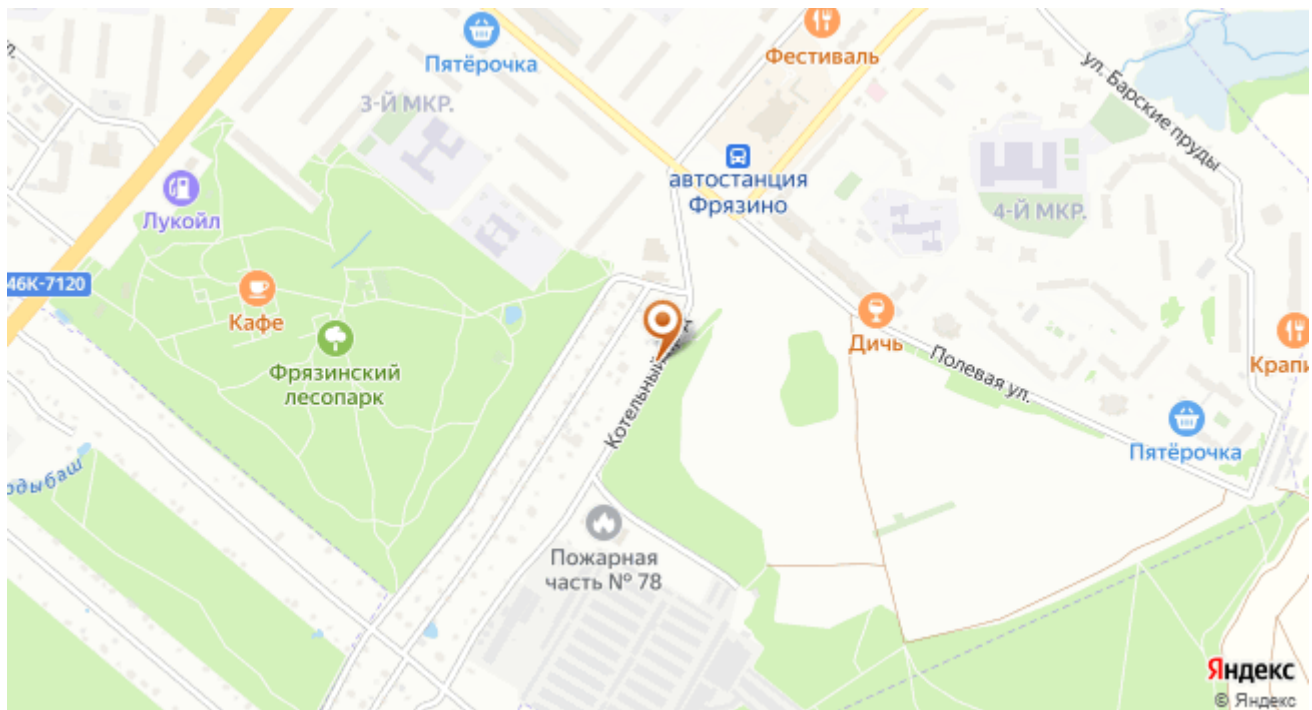 Фестиваль
Пятёрочка
ул. Барские пруды
3-Й МКР.
автостанция
Фрязино
4-Й МКР.
Лукойл
46К-7120
Кафе
Фрязинский
лесопарк
Дичь
Полевая ул.
Котельный
Пятёрочка
Пожарная
часть № 78
Яндекс
© Яндекс